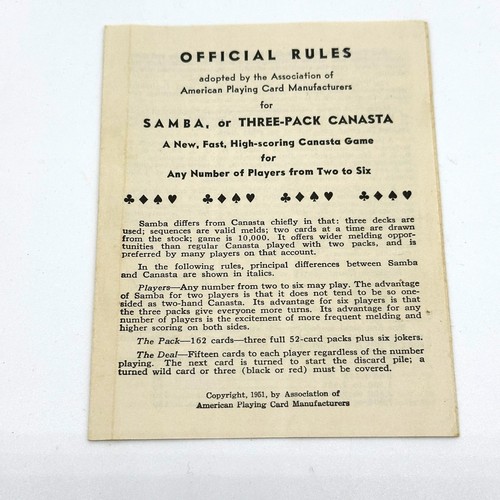 OFFICIAL RULES
adopted by the Association of
American Playing Card Manufacturers
for
SAMBA, or THREE-PACK CANASTA
A New, Fast, High-scoring Canasta Game
for
Any Number of Players from Two to Six
♣♦♠♥ ♣♦♠♥ ♣♦♠♥ ♣♦♠♥
Samba differs from Canasta chiefly in that: three decks are
used; sequences are valid melds; two cards at a time are drawn
from the stock; game is 10,000. It offers wider melding oppor-
tunities than regular Canasta played with two packs, and is
preferred by many players on that account.
In the following rules, principal differences between Samba
and Canasta are shown in italics.
Players—Any number from two to six may play. The advantage
of Samba for two players is that it does not tend to be so one-
sided as two-hand Canasta. Its advantage for six players is that
the three packs give everyone more turns. Its advantage for any
number of players is the excitement of more frequent melding and
higher scoring on both sides.
The Pack—162 cards—three full 52-card packs plus six jokers.
The Deal—Fifteen cards to each player regardless of the number
playing. The next card is turned to start the discard pile; a
turned wild card or three (black or red) must be covered.
Copyright, 1951, by Association of
American Playing Card Manufacturers